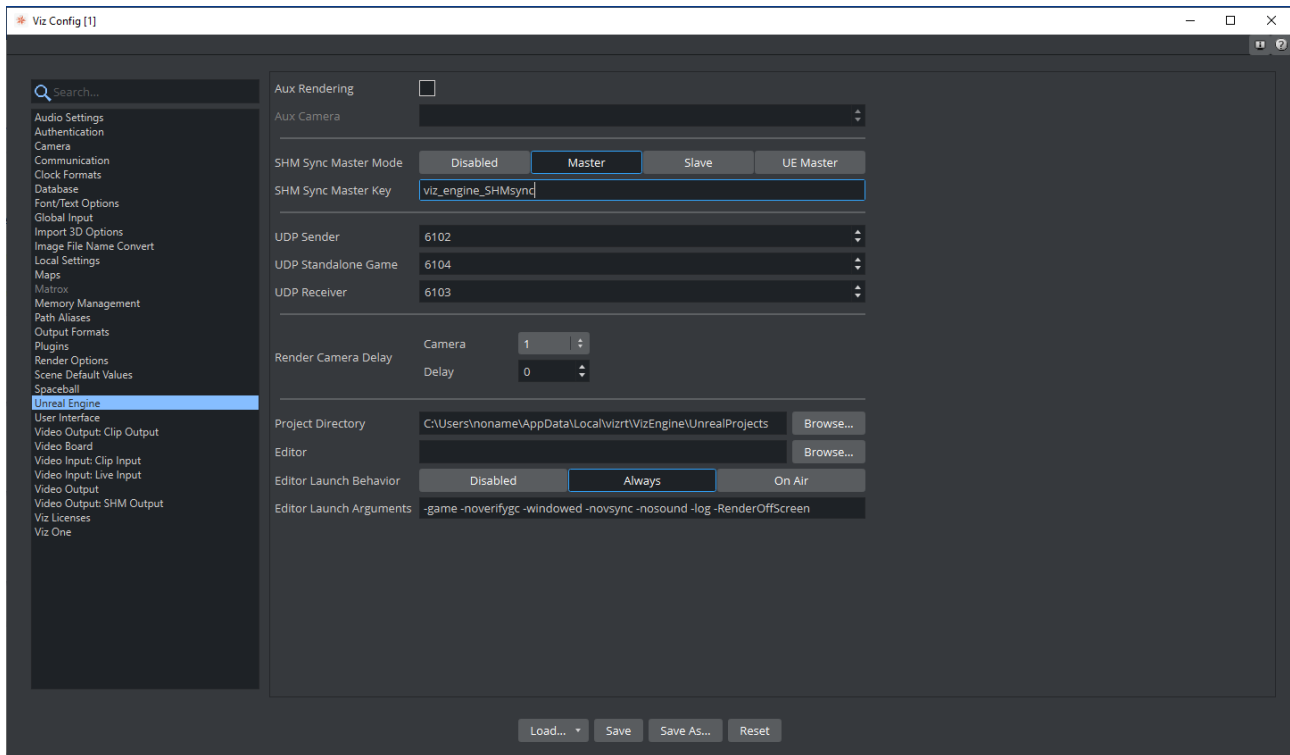 Viz Config [1]
Search...
Audio Settings
Authentication
Camera
Communication
Clock Formats
Database
Font/Text Options
Global Input
Import 3D Options
Image File Name Convert
Local Settings
Maps
Matrox
Memory Management
Path Aliases
Output Formats
Plugins
Render Options
Scene Default Values
Spaceball
Unreal Engine
User Interface
Video Output: Clip Output
Video Board
Video Input: Clip Input
Video Input: Live Input
Video Output
Video Output: SHM Output
Viz Licenses
Viz One
Aux Rendering
Aux Camera
SHM Sync Master Mode Disabled Master Slave UE Master
SHM Sync Master Key viz_engine_SHMsync
UDP Sender 6102
UDP Standalone Game 6104
UDP Receiver 6103
Render Camera Delay
Camera 1
Delay 0
Project Directory C:\Users\noname\AppData\Local\vizrt\VizEngine\UnrealProjects Browse...
Editor Browse...
Editor Launch Behavior Disabled Always On Air
Editor Launch Arguments -game -noverifygc -windowed -novsync -nosound -log -RenderOffScreen
Load... Save Save As... Reset